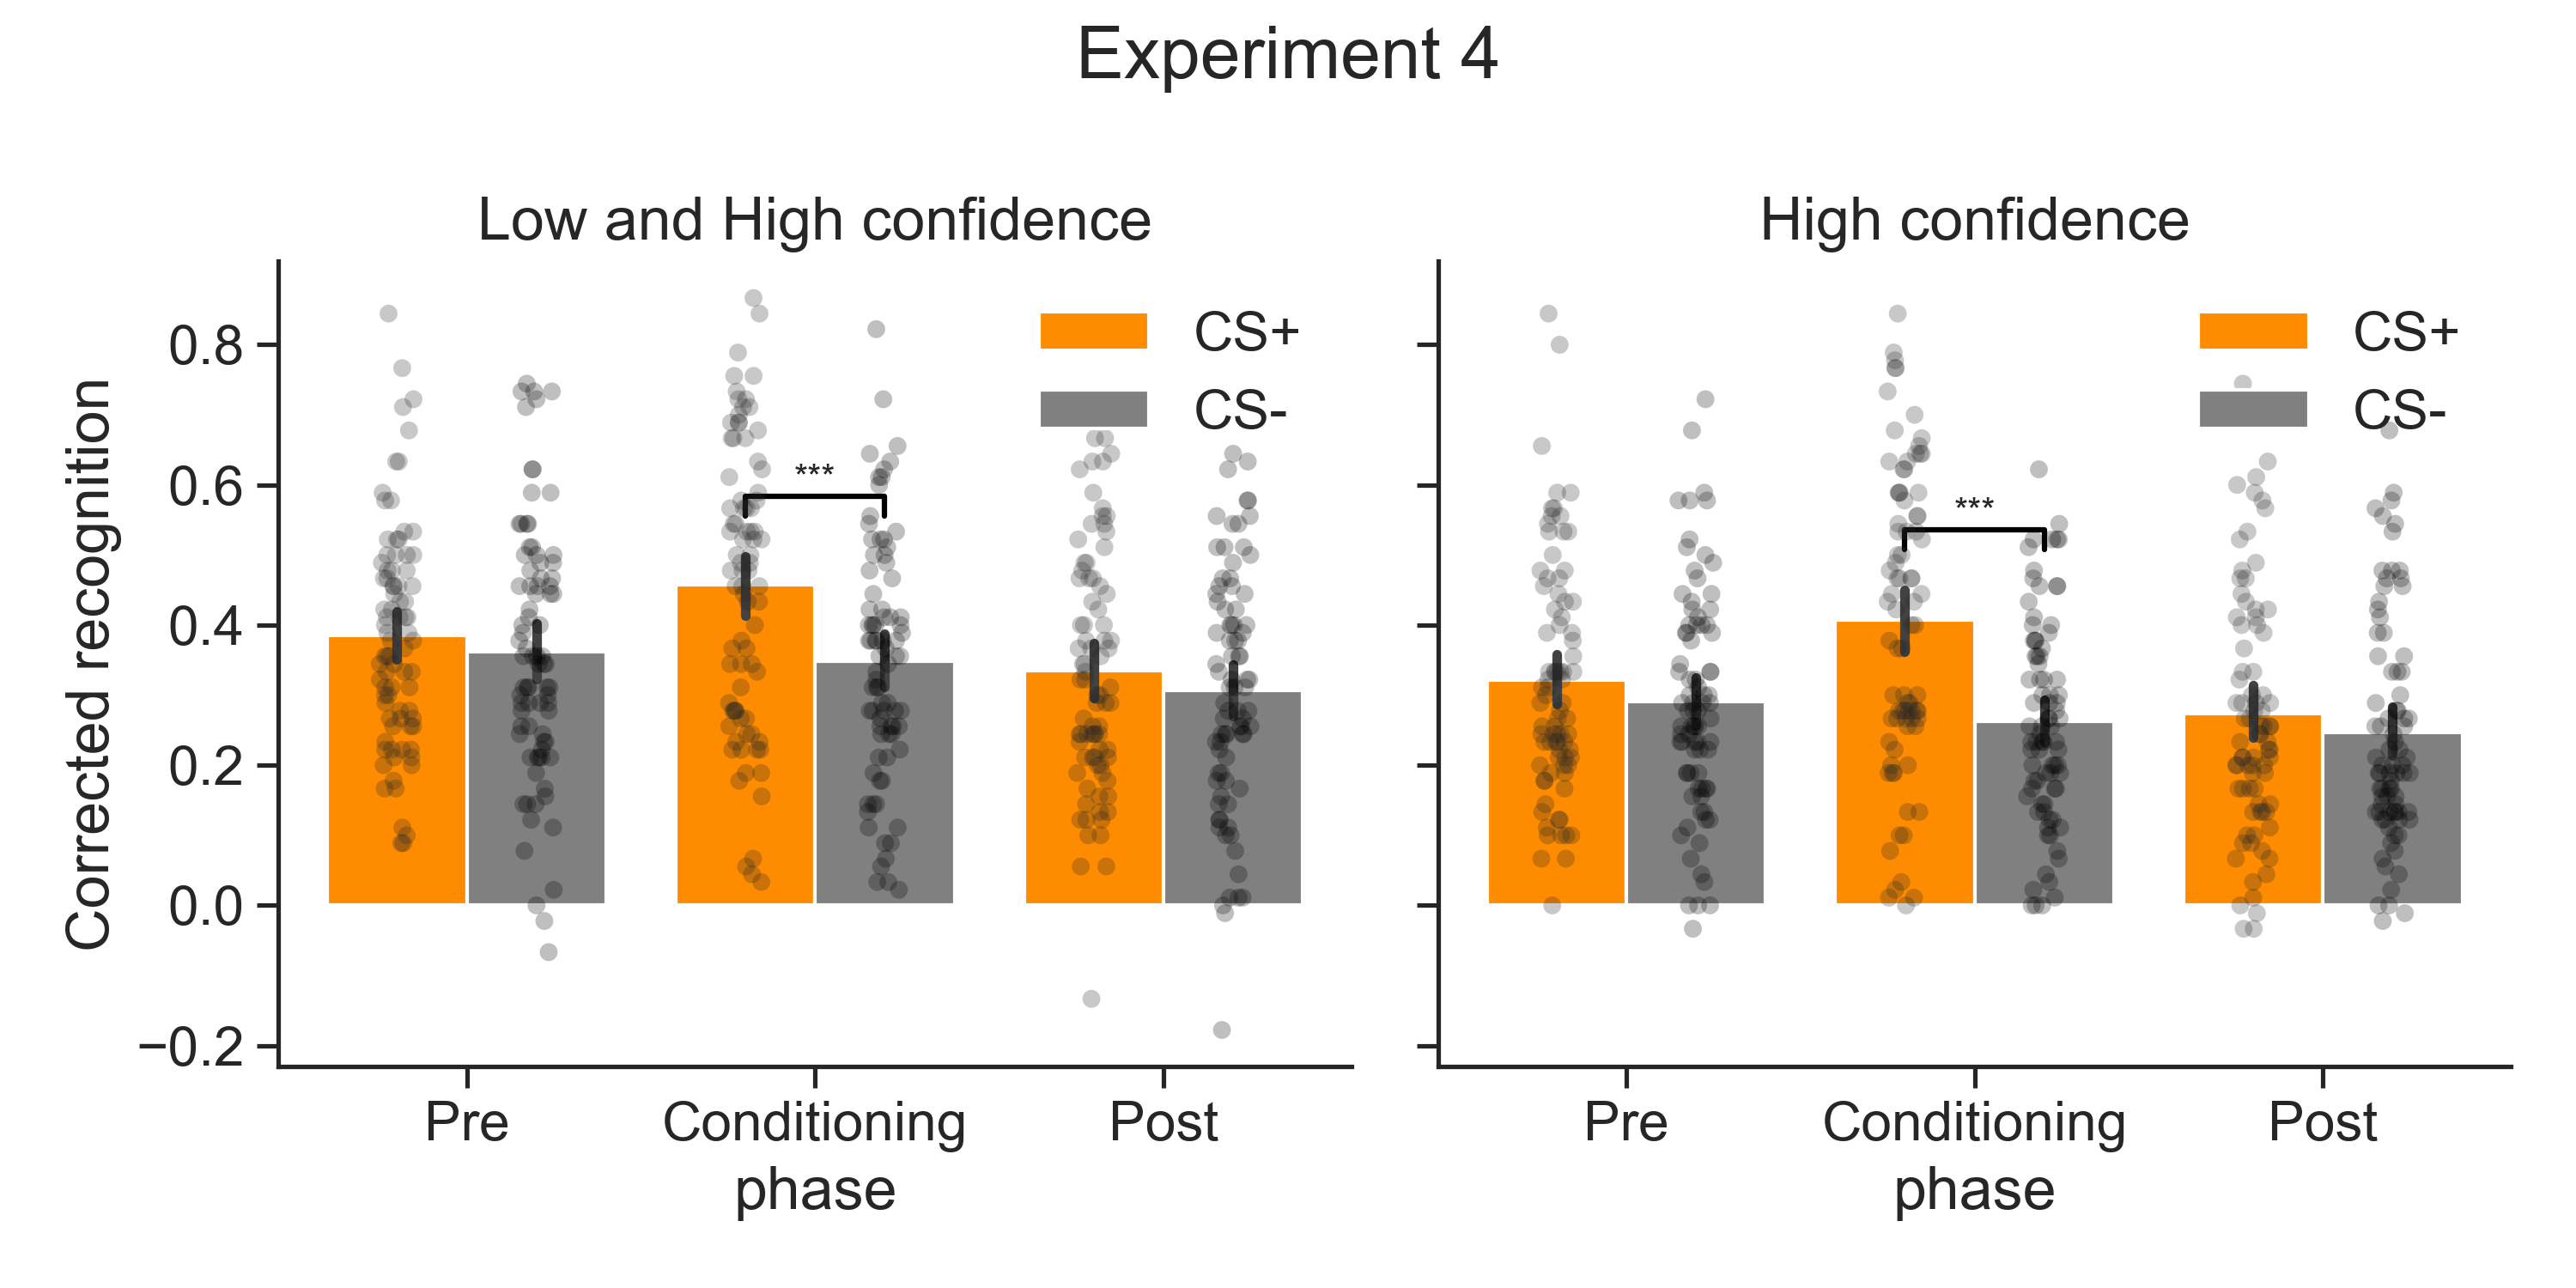 Experiment 4
Low and High confidence
High confidence
Corrected recognition
0.8
0.6
0.4
0.2
0.0
−0.2
CS+
CS-
***
Pre
Conditioning
Post
phase
CS+
CS-
***
Pre
Conditioning
Post
phase